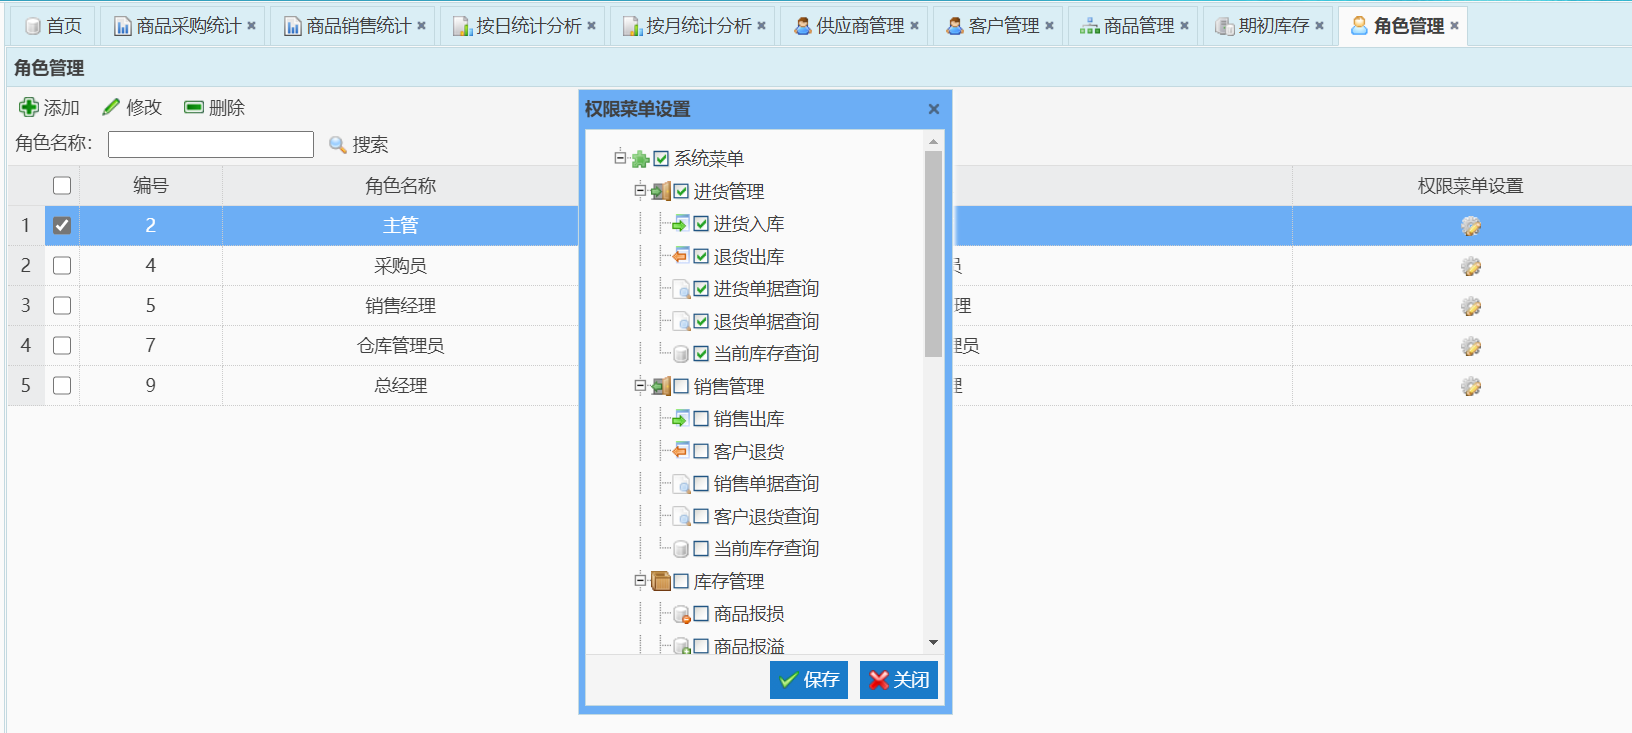 首页 商品采购统计 商品销售统计 按日统计分析 按月统计分析 供应商管理 客户管理 商品管理 期初库存 角色管理
角色管理
添加 修改 删除
角色名称: 搜索
编号 角色名称 权限菜单设置
1 2 主管
2 4 采购员
3 5 销售经理 理
4 7 仓库管理员 理员
5 9 总经理 理
权限菜单设置
系统菜单
进货管理
进货入库
退货出库
进货单据查询
退货单据查询
当前库存查询
销售管理
销售出库
客户退货
销售单据查询
客户退货查询
当前库存查询
库存管理
商品报损
商品报溢
保存 关闭